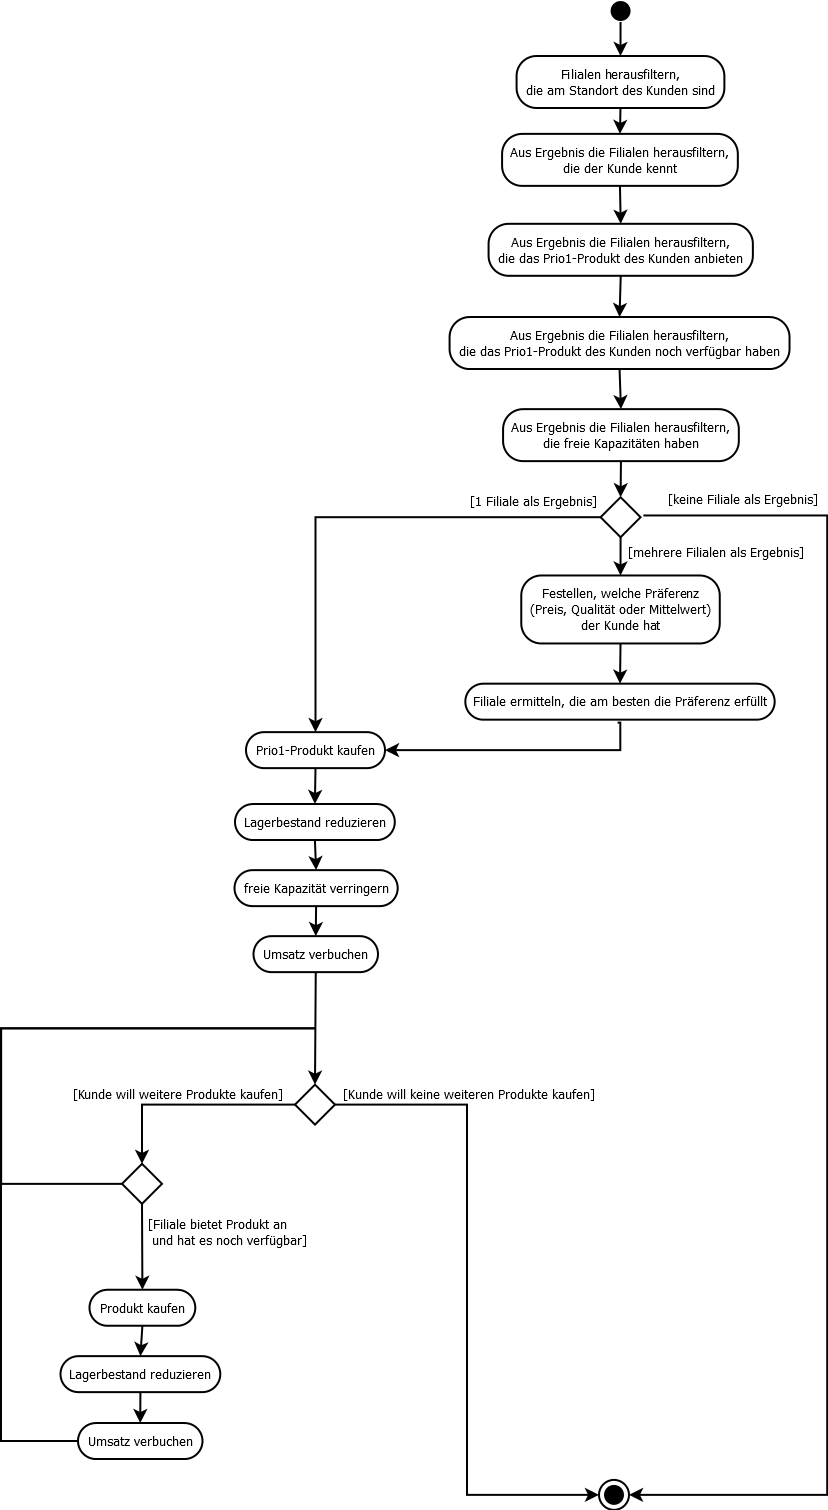 Filialen herausfiltern,
die am Standort des Kunden sind
Aus Ergebnis die Filialen herausfiltern,
die der Kunde kennt
Aus Ergebnis die Filialen herausfiltern,
die das Prio1-Produkt des Kunden anbieten
Aus Ergebnis die Filialen herausfiltern,
die das Prio1-Produkt des Kunden noch verfügbar haben
Aus Ergebnis die Filialen herausfiltern,
die freie Kapazitäten haben
[1 Filiale als Ergebnis]
[keine Filiale als Ergebnis]
[mehrere Filialen als Ergebnis]
Festellen, welche Präferenz
(Preis, Qualität oder Mittelwert)
der Kunde hat
Filiale ermitteln, die am besten die Präferenz erfüllt
Prio1-Produkt kaufen
Lagerbestand reduzieren
freie Kapazität verringern
Umsatz verbuchen
[Kunde will weitere Produkte kaufen]
[Kunde will keine weiteren Produkte kaufen]
[Filiale bietet Produkt an
und hat es noch verfügbar]
Produkt kaufen
Lagerbestand reduzieren
Umsatz verbuchen